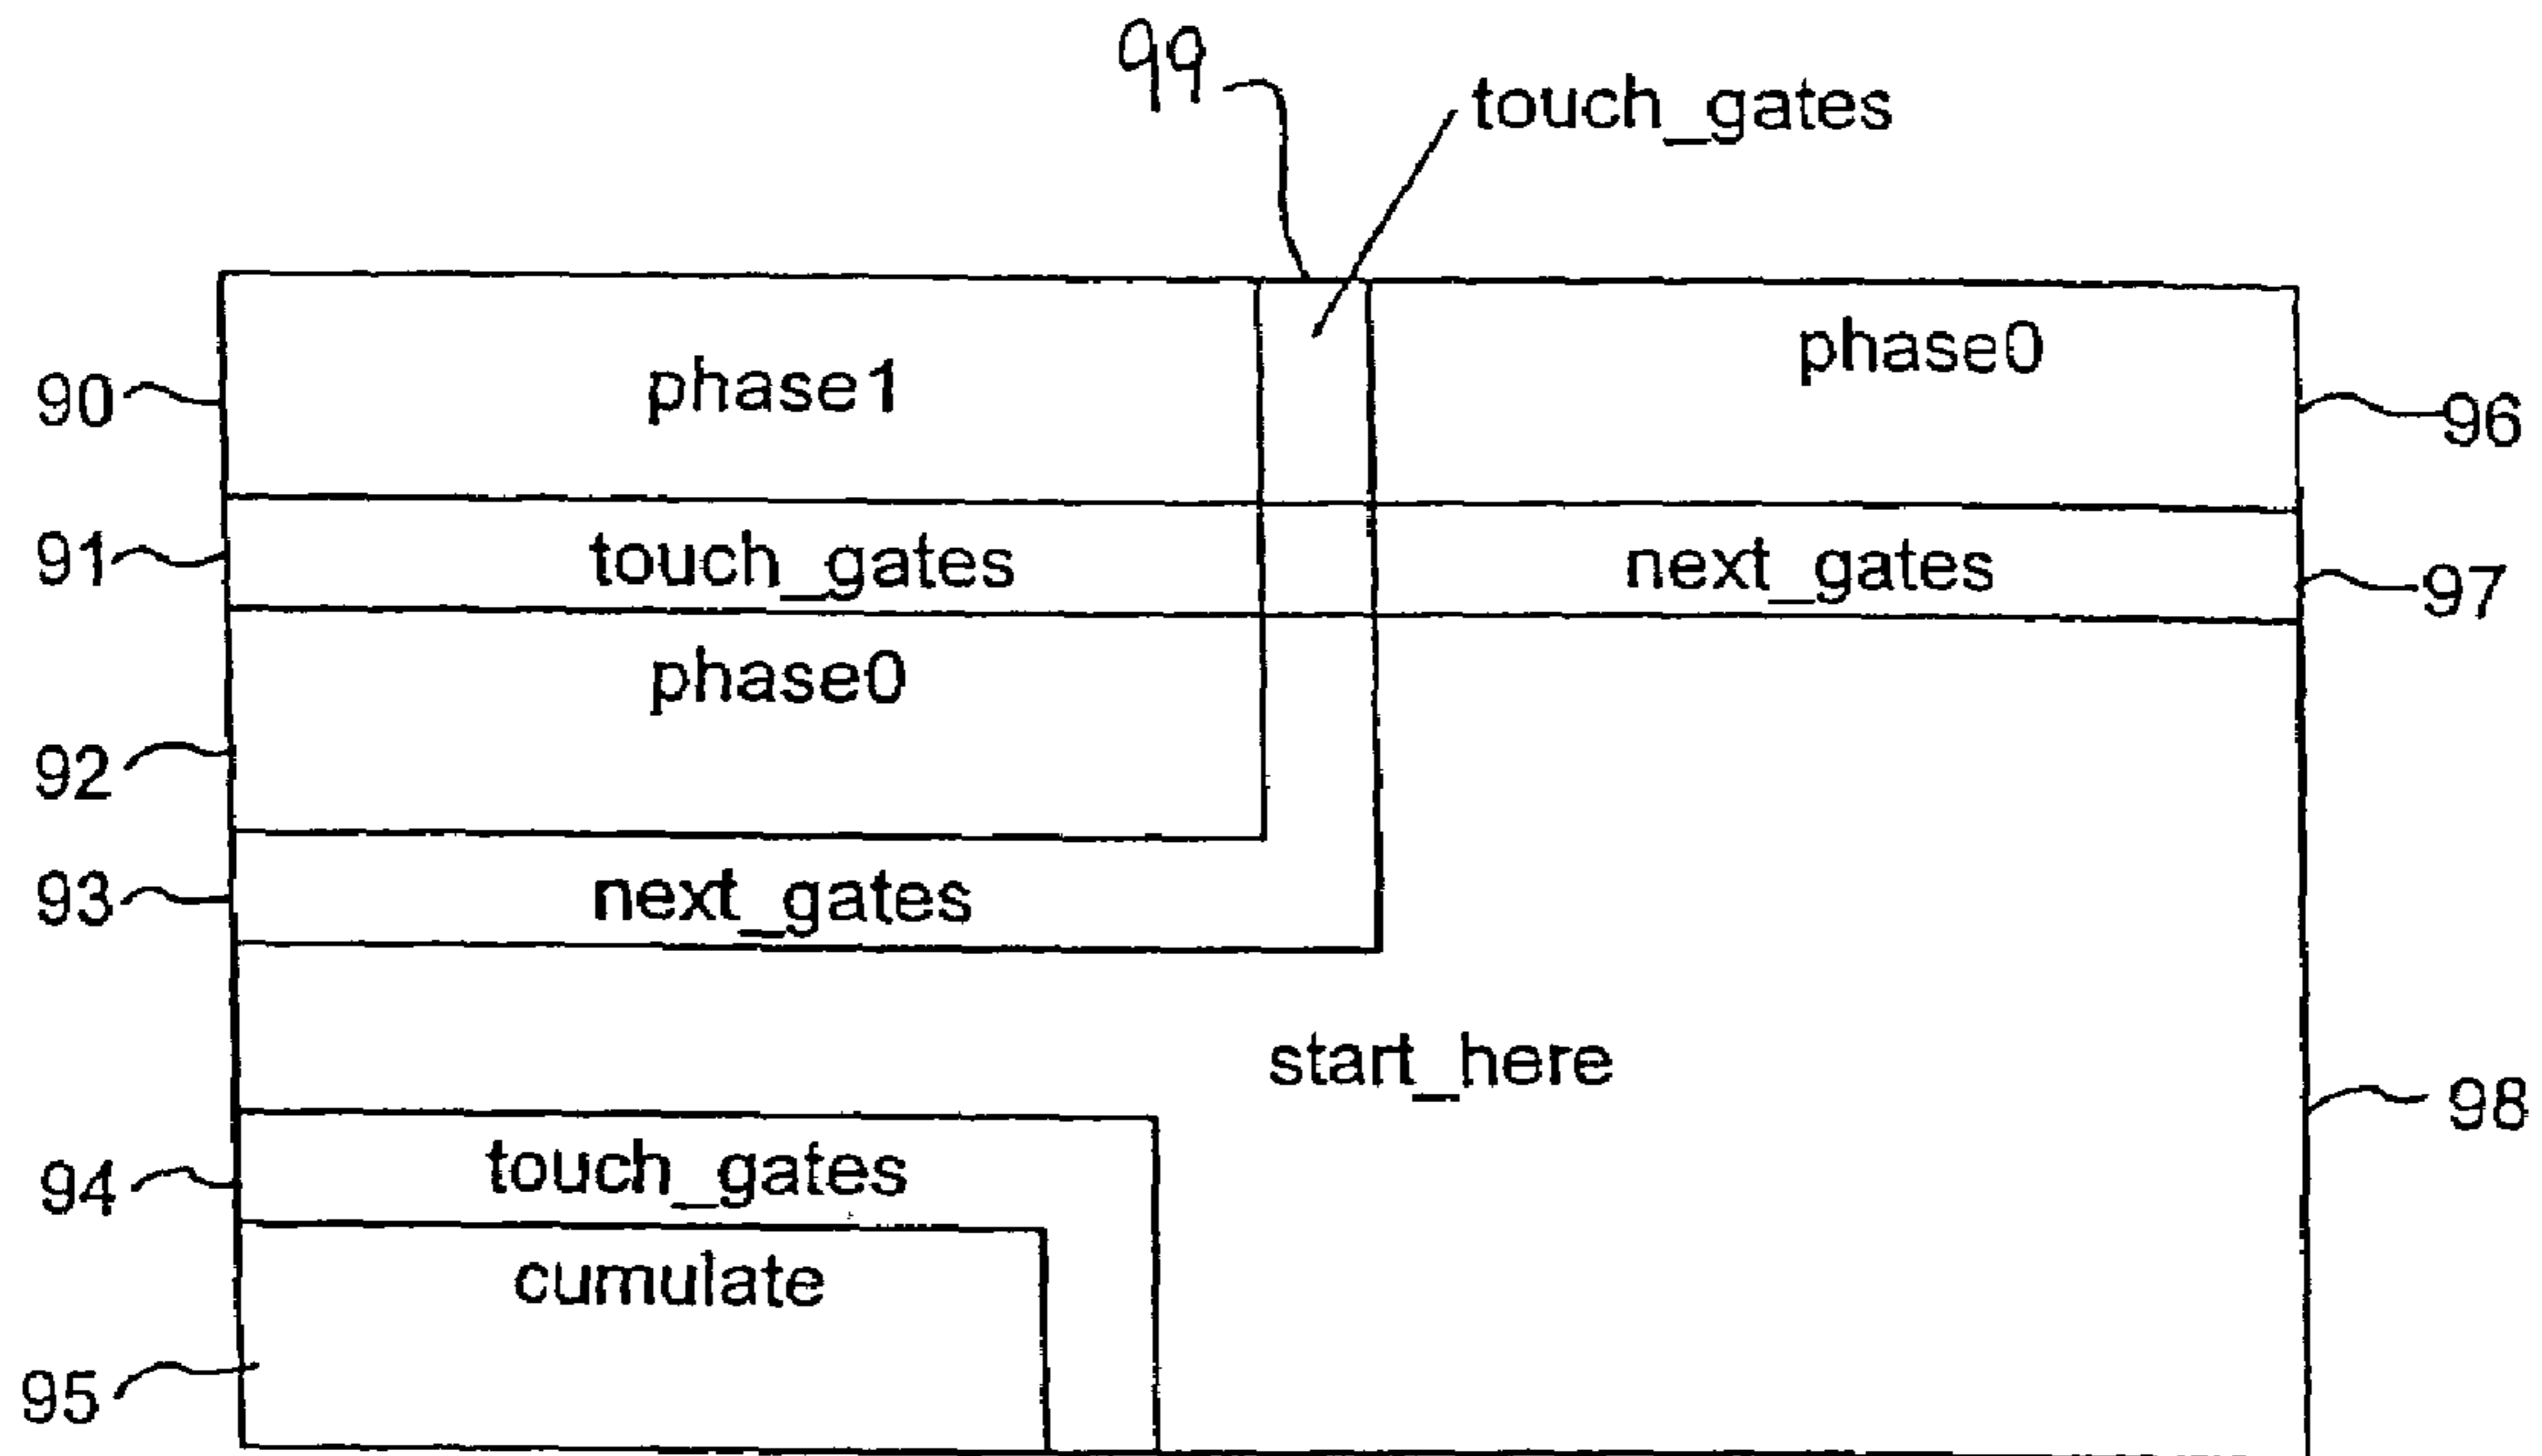 99
touch_gates
90
phase1
phase0
96
91
touch_gates
next_gates
97
92
phase0
93
next_gates
start_here
98
94
touch_gates
95
cumulate